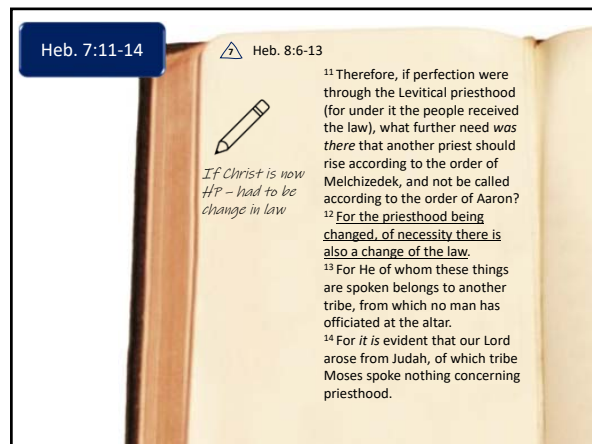 Heb. 7:11-14
7 Heb. 8:6-13
If Christ is now
HP – had to be
change in law
11 Therefore, if perfection were
through the Levitical priesthood
(for under it the people received
the law), what further need was
there that another priest should
rise according to the order of
Melchizedek, and not be called
according to the order of Aaron?
12 For the priesthood being
changed, of necessity there is
also a change of the law.
13 For He of whom these things
are spoken belongs to another
tribe, from which no man has
officiated at the altar.
14 For it is evident that our Lord
arose from Judah, of which tribe
Moses spoke nothing concerning
priesthood.